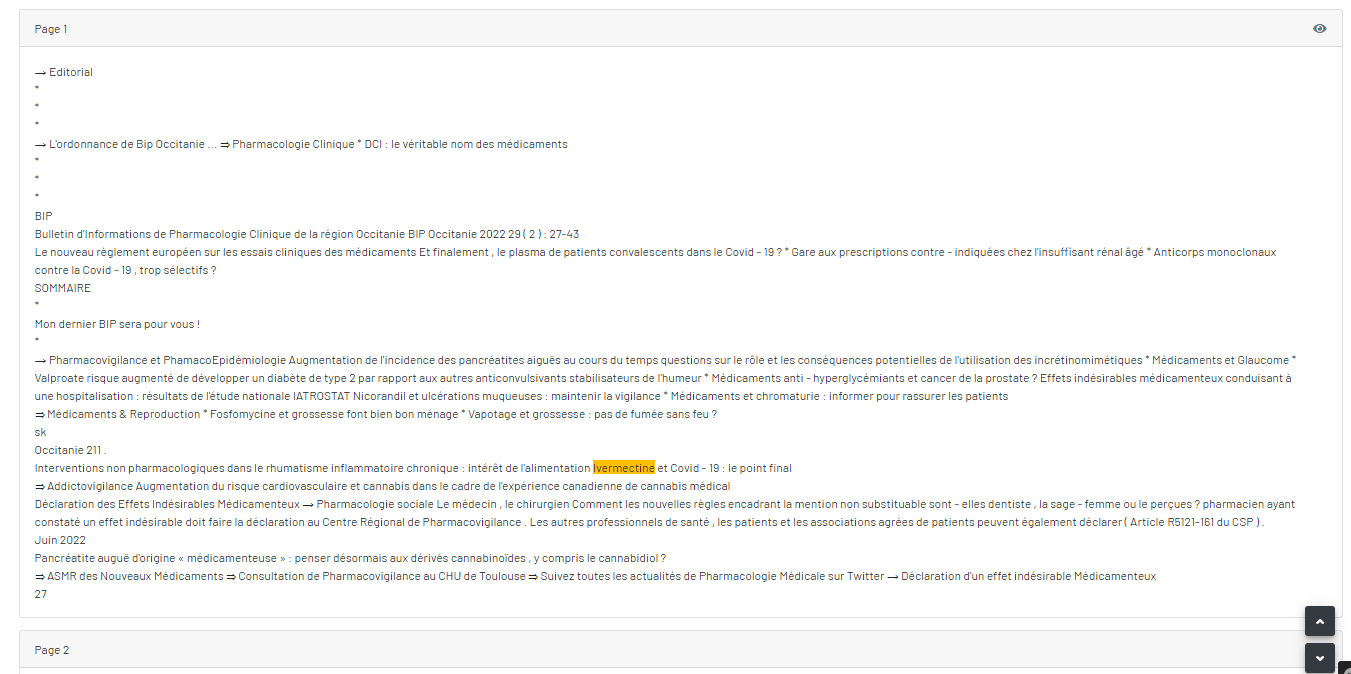 Page 1
→ Editorial
*
*
*
→ L'ordonnance de Bip Occitanie ... ⇒ Pharmacologie Clinique * DCI : le véritable nom des médicaments
*
*
*
BIP
Bulletin d'Informations de Pharmacologie Clinique de la région Occitanie BIP Occitanie 2022 29 ( 2 ) : 27-43
Le nouveau règlement européen sur les essais cliniques des médicaments Et finalement , le plasma de patients convalescents dans le Covid - 19 ? * Gare aux prescriptions contre - indiquées chez l'insuffisant rénal âgé * Anticorps monoclonaux
contre la Covid - 19 , trop sélectifs ?
SOMMAIRE
*
Mon dernier BIP sera pour vous !
*
→ Pharmacovigilance et PhamacoEpidémiologie Augmentation de l'incidence des pancréatites aiguës au cours du temps questions sur le rôle et les conséquences potentielles de l'utilisation des incrétinomimétiques * Médicaments et Glaucome *
Valproate risque augmenté de développer un diabète de type 2 par rapport aux autres anticonvulsivants stabilisateurs de l'humeur * Médicaments anti - hyperglycémiants et cancer de la prostate ? Effets indésirables médicamenteux conduisant à
une hospitalisation : résultats de l'étude nationale IATROSTAT Nicorandil et ulcérations muqueuses : maintenir la vigilance * Médicaments et chromaturie : informer pour rassurer les patients
⇒ Médicaments & Reproduction * Fosfomycine et grossesse font bien bon ménage * Vapotage et grossesse : pas de fumée sans feu ?
sk
Occitanie 211 .
Interventions non pharmacologiques dans le rhumatisme inflammatoire chronique : intérêt de l'alimentation Ivermectine et Covid - 19 : le point final
⇒ Addictovigilance Augmentation du risque cardiovasculaire et cannabis dans le cadre de l'expérience canadienne de cannabis médical
Déclaration des Effets Indésirables Médicamenteux → Pharmacologie sociale Le médecin , le chirurgien Comment les nouvelles règles encadrant la mention non substituable sont - elles dentiste , la sage - femme ou le perçues ? pharmacien ayant
constaté un effet indésirable doit faire la déclaration au Centre Régional de Pharmacovigilance . Les autres professionnels de santé , les patients et les associations agrées de patients peuvent également déclarer ( Article R5121-161 du CSP ) .
Juin 2022
Pancréatite auguë d'origine « médicamenteuse » : penser désormais aux dérivés cannabinoïdes , y compris le cannabidiol ?
⇒ ASMR des Nouveaux Médicaments ⇒ Consultation de Pharmacovigilance au CHU de Toulouse ⇒ Suivez toutes les actualités de Pharmacologie Médicale sur Twitter → Déclaration d'un effet indésirable Médicamenteux
27
Page 2